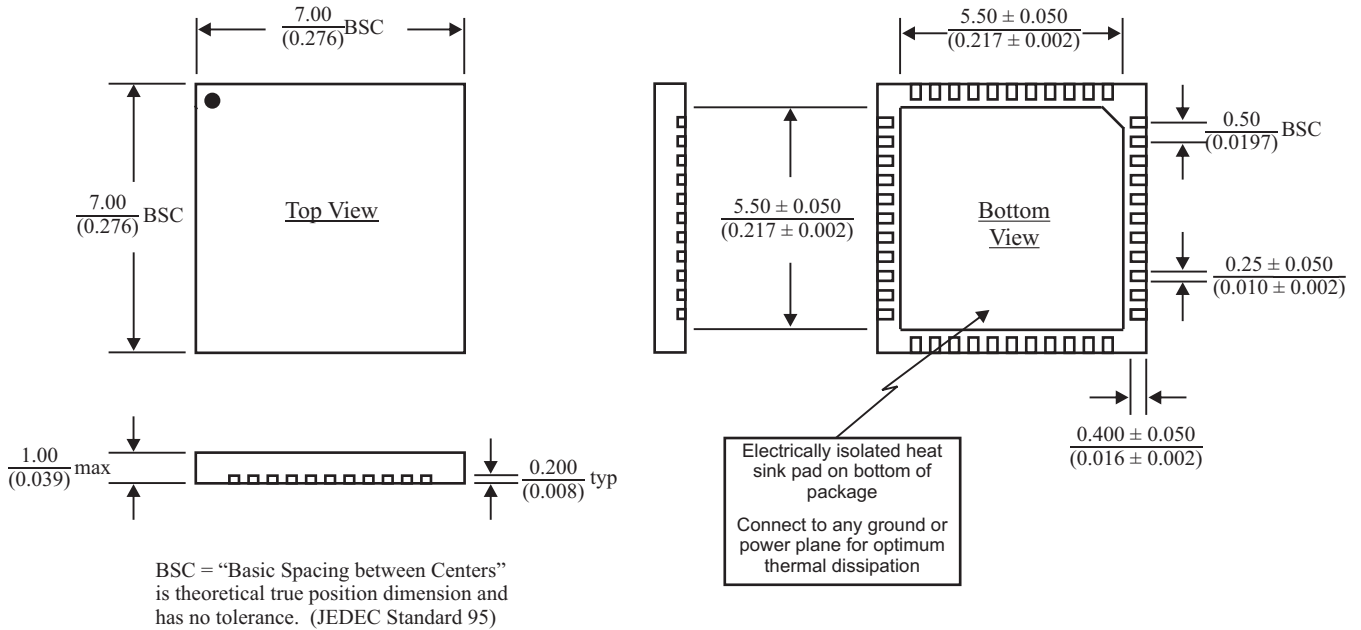 7.00
(0.276) BSC
7.00
(0.276) BSC
Top View
1.00
(0.039) max
0.200
(0.008) typ
BSC = “Basic Spacing between Centers”
is theoretical true position dimension and
has no tolerance. (JEDEC Standard 95)
5.50 ± 0.050
(0.217 ± 0.002)
5.50 ± 0.050
(0.217 ± 0.002)
Bottom
View
0.50
(0.0197) BSC
0.25 ± 0.050
(0.010 ± 0.002)
0.400 ± 0.050
(0.016 ± 0.002)
Electrically isolated heat
sink pad on bottom of
package
Connect to any ground or
power plane for optimum
thermal dissipation